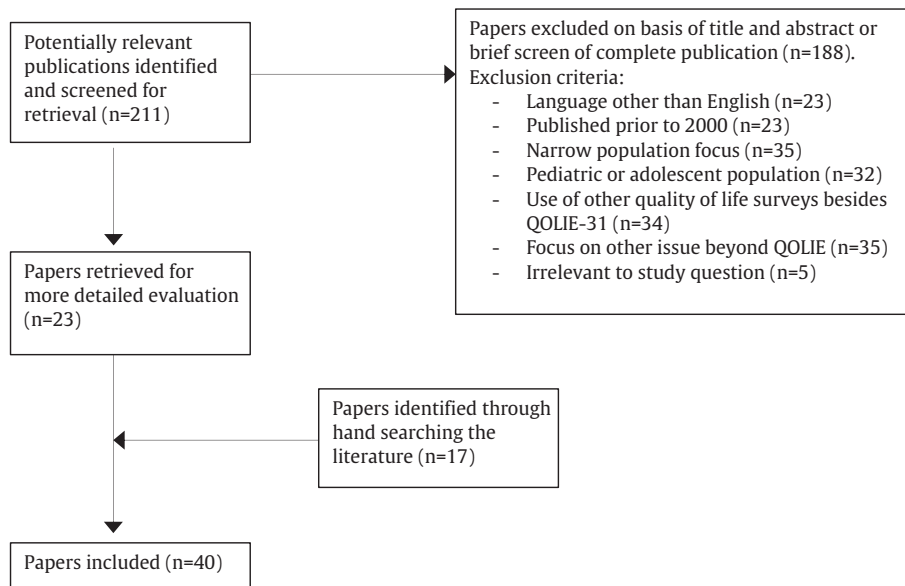 Potentially relevant
publications identified
and screened for
retrieval (n=211)
Papers excluded on basis of title and abstract or
brief screen of complete publication (n=188).
Exclusion criteria:
- Language other than English (n=23)
- Published prior to 2000 (n=23)
- Narrow population focus (n=35)
- Pediatric or adolescent population (n=32)
- Use of other quality of life surveys besides
QOLIE-31 (n=34)
- Focus on other issue beyond QOLIE (n=35)
- Irrelevant to study question (n=5)
Papers retrieved for
more detailed evaluation
(n=23)
Papers identified through
hand searching the
literature (n=17)
Papers included (n=40)